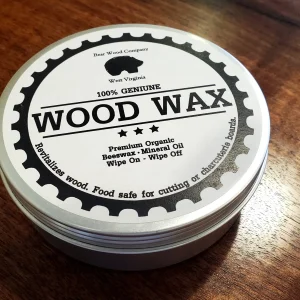 Bear Wood Company
West Virginia
100% GENIUNE
WOOD WAX
Premium Organic
Beeswax - Mineral Oil
Wipe On - Wipe Off
Revitalizes wood. Food safe for cutting or charcuterie boards.